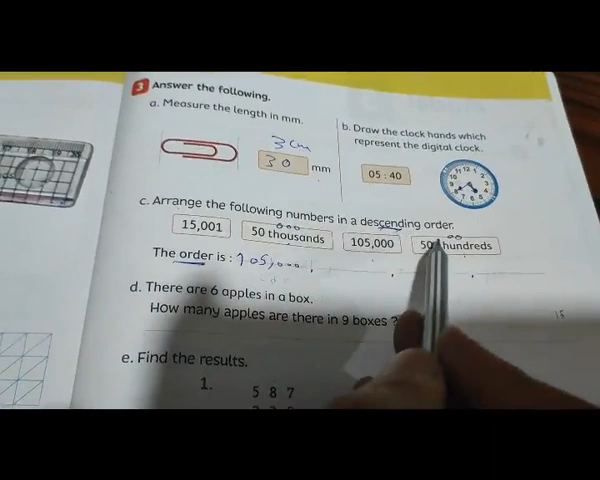 3 Answer the following.
a. Measure the length in mm.
3 cm
30 mm
b. Draw the clock hands which
represent the digital clock.
05 : 40
c. Arrange the following numbers in a descending order.
000 00
15,001 50 thousands 105,000 50 hundreds
The order is : 105,000 , , ,
d. There are 6 apples in a box.
How many apples are there in 9 boxes ?
e. Find the results.
1. 5 8 7